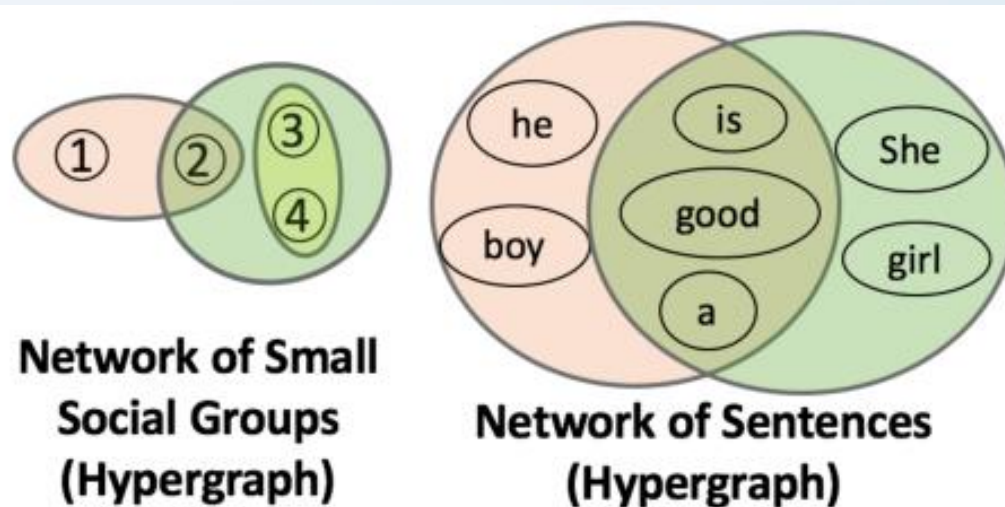 1
2
3
4
Network of Small
Social Groups
(Hypergraph)
he
is
She
good
boy
girl
a
Network of Sentences
(Hypergraph)